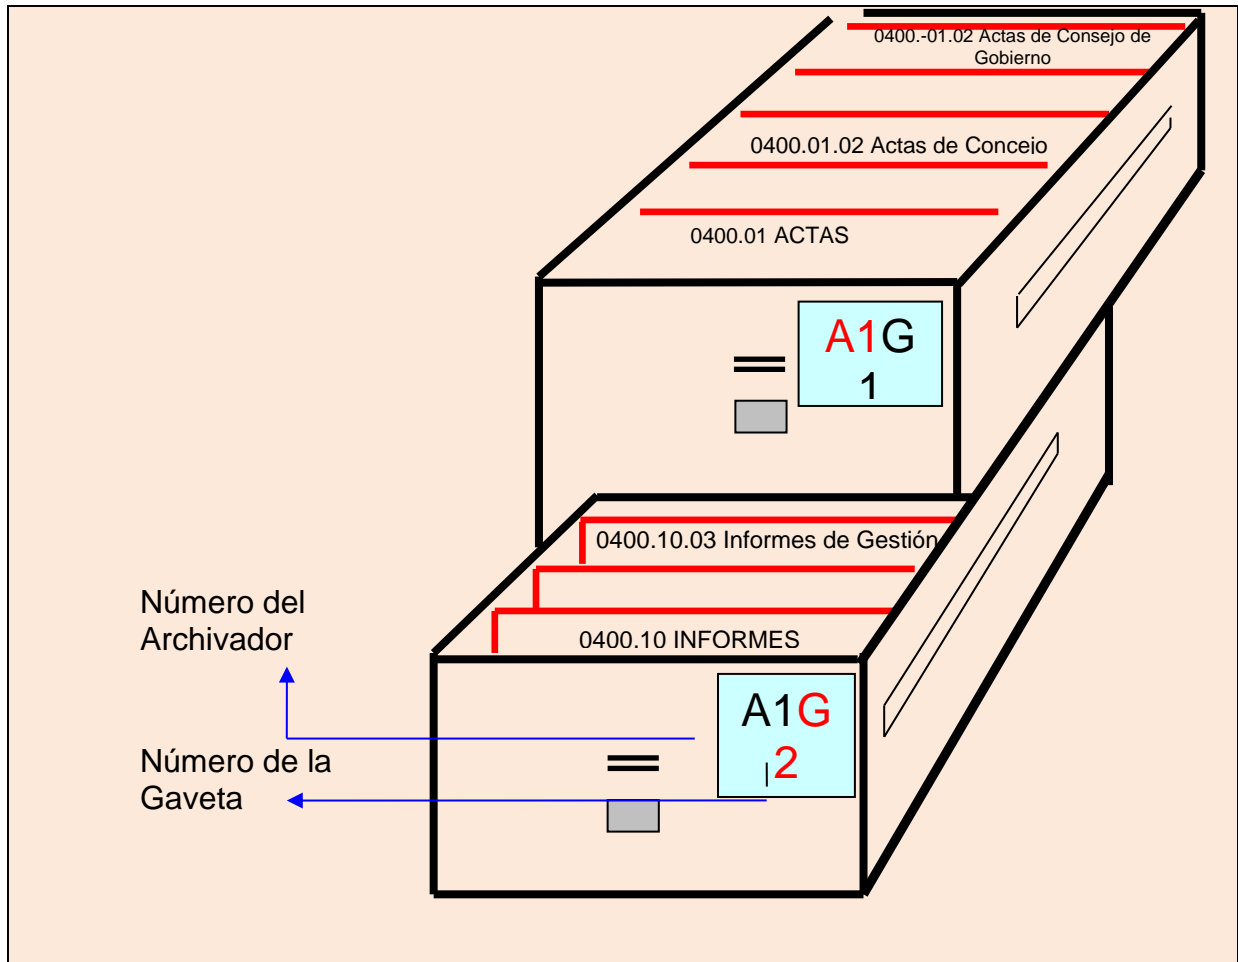 0400.-01.02 Actas de Consejo de
Gobierno
0400.01.02 Actas de Concejo
0400.01 ACTAS
A1G
1
0400.10.03 Informes de Gestión
0400.10 INFORMES
Número del
Archivador
A1G
2
Número de la
Gaveta